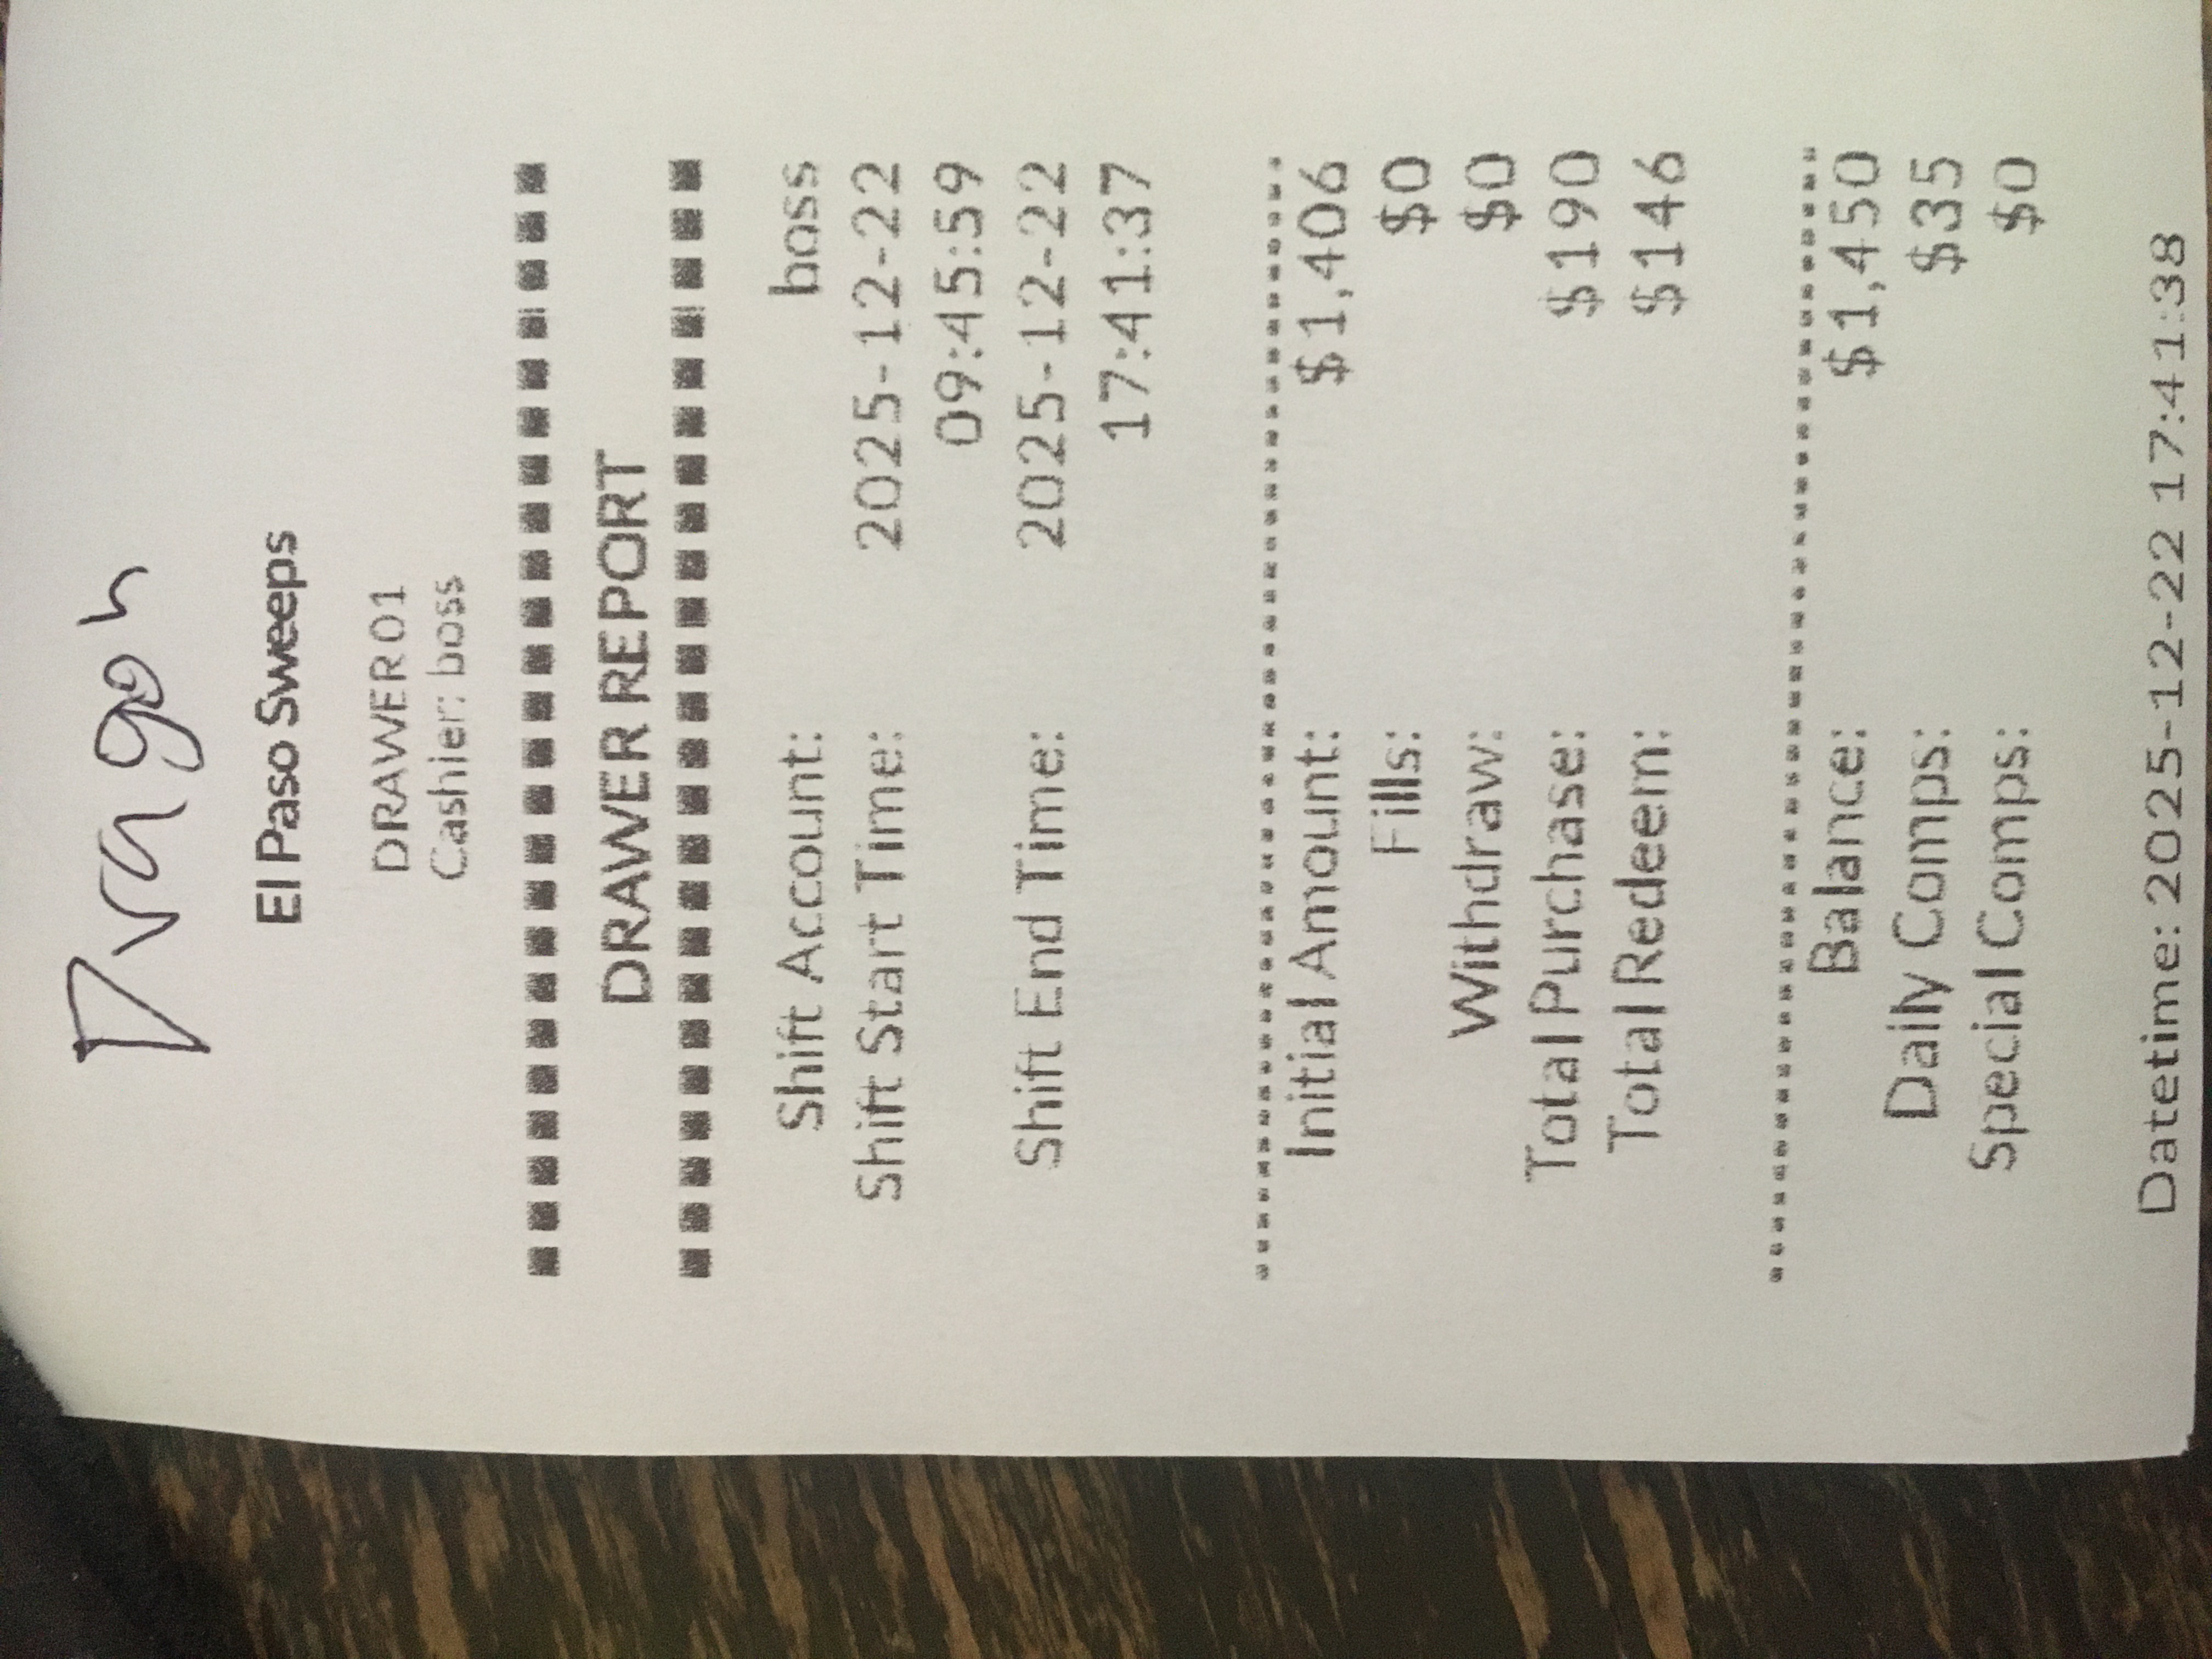 Dragon
El Paso Sweeps
DRAWER 01
Cashier: boss
DRAWER REPORT
Shift Account: boss
Shift Start Time: 2025-12-22
09:45:59
Shift End Time: 2025-12-22
17:41:37
Initial Amount: $1,406
Fills: $0
Withdraw: $0
Total Purchase: $190
Total Redeem: $146
Balance: $1,450
Daily Comps: $35
Special Comps: $0
Datetime: 2025-12-22 17:41:38